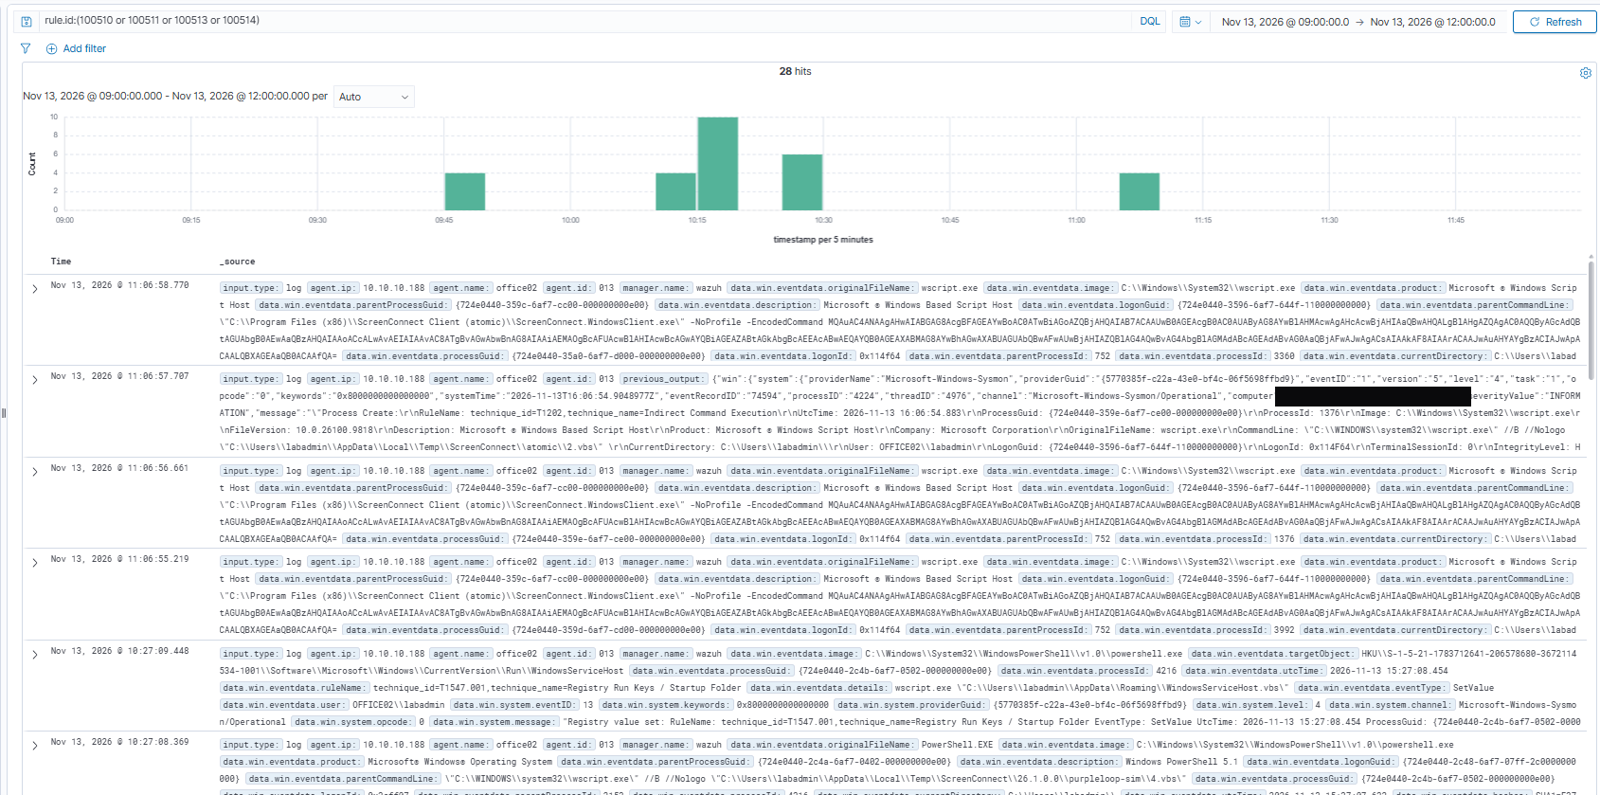 rule.id:(100510 or 100511 or 100513 or 100514)
DQL
Nov 13, 2026 @ 09:00:00.0 → Nov 13, 2026 @ 12:00:00.0
Refresh
Add filter
28 hits
Nov 13, 2026 @ 09:00:00.000 - Nov 13, 2026 @ 12:00:00.000 per Auto
10
8
6
4
2
0
Count
09:00 09:15 09:30 09:45 10:00 10:15 10:30 10:45 11:00 11:15 11:30 11:45
timestamp per 5 minutes
Time _source
Nov 13, 2026 @ 11:06:58.770 input.type: log agent.ip: 10.10.10.188 agent.name: office02 agent.id: 013 manager.name: wazuh data.win.eventdata.originalFileName: wscript.exe data.win.eventdata.image: C:\\Windows\\System32\\wscript.exe data.win.eventdata.product: Microsoft ® Windows Scrip
t Host data.win.eventdata.parentProcessGuid: {724e0440-359c-6af7-cc00-000000000e00} data.win.eventdata.description: Microsoft ® Windows Based Script Host data.win.eventdata.logonGuid: {724e0440-3596-6af7-644f-110000000000} data.win.eventdata.parentCommandLine:
\"C:\\Program Files (x86)\\ScreenConnect Client (atomic)\\ScreenConnect.WindowsClient.exe\" -NoProfile -EncodedCommand
data.win.eventdata.processGuid: {724e0440-35a0-6af7-d000-000000000e00} data.win.eventdata.logonId: 0x114f64 data.win.eventdata.parentProcessId: 752 data.win.eventdata.processId: 3360 data.win.eventdata.currentDirectory: C:\\Users\\labad
Nov 13, 2026 @ 11:06:57.707 input.type: log agent.ip: 10.10.10.188 agent.name: office02 agent.id: 013 previous_output: {"win":{"system":{"providerName":"Microsoft-Windows-Sysmon","providerGuid":"{5770385f-c22a-43e0-bf4c-06f5698ffbd9}","eventID":"1","version":"5","level":"4","task":"1","o
pcode":"0","keywords":"0x8000000000000000","systemTime":"2026-11-13T16:06:54.9048977Z","eventRecordID":"74594","processID":"4224","threadID":"4976","channel":"Microsoft-Windows-Sysmon/Operational","computer everityValue":"INFORM
ATION","message":"\"Process Create:\r\nRuleName: technique_id=T1202,technique_name=Indirect Command Execution\r\nUtcTime: 2026-11-13 16:06:54.883\r\nProcessGuid: {724e0440-359e-6af7-ce00-000000000e00}\r\nProcessId: 1376\r\nImage: C:\\Windows\\System32\\wscript.exe\r
\nFileVersion: 10.0.26100.9818\r\nDescription: Microsoft ® Windows Based Script Host\r\nProduct: Microsoft ® Windows Script Host\r\nCompany: Microsoft Corporation\r\nOriginalFileName: wscript.exe\r\nCommandLine: \"C:\\WINDOWS\\system32\\wscript.exe\" //B //Nologo
\"C:\\Users\\labadmin\\AppData\\Local\\Temp\\ScreenConnect\\atomic\\2.vbs\" \r\nCurrentDirectory: C:\\Users\\labadmin\\\r\nUser: OFFICE02\\labadmin\r\nLogonGuid: {724e0440-3596-6af7-644f-110000000000}\r\nLogonId: 0x114F64\r\nTerminalSessionId: 0\r\nIntegrityLevel: H
Nov 13, 2026 @ 11:06:56.661 input.type: log agent.ip: 10.10.10.188 agent.name: office02 agent.id: 013 manager.name: wazuh data.win.eventdata.originalFileName: wscript.exe data.win.eventdata.image: C:\\Windows\\System32\\wscript.exe data.win.eventdata.product: Microsoft ® Windows Scrip
t Host data.win.eventdata.parentProcessGuid: {724e0440-359c-6af7-cc00-000000000e00} data.win.eventdata.description: Microsoft ® Windows Based Script Host data.win.eventdata.logonGuid: {724e0440-3596-6af7-644f-110000000000} data.win.eventdata.parentCommandLine:
\"C:\\Program Files (x86)\\ScreenConnect Client (atomic)\\ScreenConnect.WindowsClient.exe\" -NoProfile -EncodedCommand
data.win.eventdata.processGuid: {724e0440-359e-6af7-ce00-000000000e00} data.win.eventdata.logonId: 0x114f64 data.win.eventdata.parentProcessId: 752 data.win.eventdata.processId: 1376 data.win.eventdata.currentDirectory: C:\\Users\\labad
Nov 13, 2026 @ 11:06:55.219 input.type: log agent.ip: 10.10.10.188 agent.name: office02 agent.id: 013 manager.name: wazuh data.win.eventdata.originalFileName: wscript.exe data.win.eventdata.image: C:\\Windows\\System32\\wscript.exe data.win.eventdata.product: Microsoft ® Windows Scrip
t Host data.win.eventdata.parentProcessGuid: {724e0440-359c-6af7-cc00-000000000e00} data.win.eventdata.description: Microsoft ® Windows Based Script Host data.win.eventdata.logonGuid: {724e0440-3596-6af7-644f-110000000000} data.win.eventdata.parentCommandLine:
\"C:\\Program Files (x86)\\ScreenConnect Client (atomic)\\ScreenConnect.WindowsClient.exe\" -NoProfile -EncodedCommand
data.win.eventdata.processGuid: {724e0440-359d-6af7-cd00-000000000e00} data.win.eventdata.logonId: 0x114f64 data.win.eventdata.parentProcessId: 752 data.win.eventdata.processId: 3992 data.win.eventdata.currentDirectory: C:\\Users\\labad
Nov 13, 2026 @ 10:27:09.448 input.type: log agent.ip: 10.10.10.188 agent.name: office02 agent.id: 013 manager.name: wazuh data.win.eventdata.image: C:\\Windows\\System32\\WindowsPowerShell\\v1.0\\powershell.exe data.win.eventdata.targetObject: HKU\\S-1-5-21-1783712641-206578680-3672114
534-1001\\Software\\Microsoft\\Windows\\CurrentVersion\\Run\\WindowsServiceHost data.win.eventdata.processGuid: {724e0440-2c4b-6af7-0502-000000000e00} data.win.eventdata.processId: 4216 data.win.eventdata.utcTime: 2026-11-13 15:27:08.454
data.win.eventdata.ruleName: technique_id=T1547.001,technique_name=Registry Run Keys / Startup Folder data.win.eventdata.details: wscript.exe \"C:\\Users\\labadmin\\AppData\\Roaming\\WindowsServiceHost.vbs\" data.win.eventdata.eventType: SetValue
data.win.eventdata.user: OFFICE02\\labadmin data.win.system.eventID: 13 data.win.system.keywords: 0x8000000000000000 data.win.system.providerGuid: {5770385f-c22a-43e0-bf4c-06f5698ffbd9} data.win.system.level: 4 data.win.system.channel: Microsoft-Windows-Sysmo
n/Operational data.win.system.opcode: 0 data.win.system.message: "Registry value set: RuleName: technique_id=T1547.001,technique_name=Registry Run Keys / Startup Folder EventType: SetValue UtcTime: 2026-11-13 15:27:08.454 ProcessGuid: {724e0440-2c4b-6af7-0502-0000
Nov 13, 2026 @ 10:27:08.369 input.type: log agent.ip: 10.10.10.188 agent.name: office02 agent.id: 013 manager.name: wazuh data.win.eventdata.originalFileName: PowerShell.EXE data.win.eventdata.image: C:\\Windows\\System32\\WindowsPowerShell\\v1.0\\powershell.exe
data.win.eventdata.product: Microsoft® Windows® Operating System data.win.eventdata.parentProcessGuid: {724e0440-2c4a-6af7-0402-000000000e00} data.win.eventdata.description: Windows PowerShell 5.1 data.win.eventdata.logonGuid: {724e0440-2c48-6af7-07ff-2c0000000
000} data.win.eventdata.parentCommandLine: \"C:\\WINDOWS\\system32\\wscript.exe\" //B //Nologo \"C:\\Users\\labadmin\\AppData\\Local\\Temp\\ScreenConnect\\26.1.0.0\\purpleloop-sim\\4.vbs\" data.win.eventdata.processGuid: {724e0440-2c4b-6af7-0502-000000000e00}